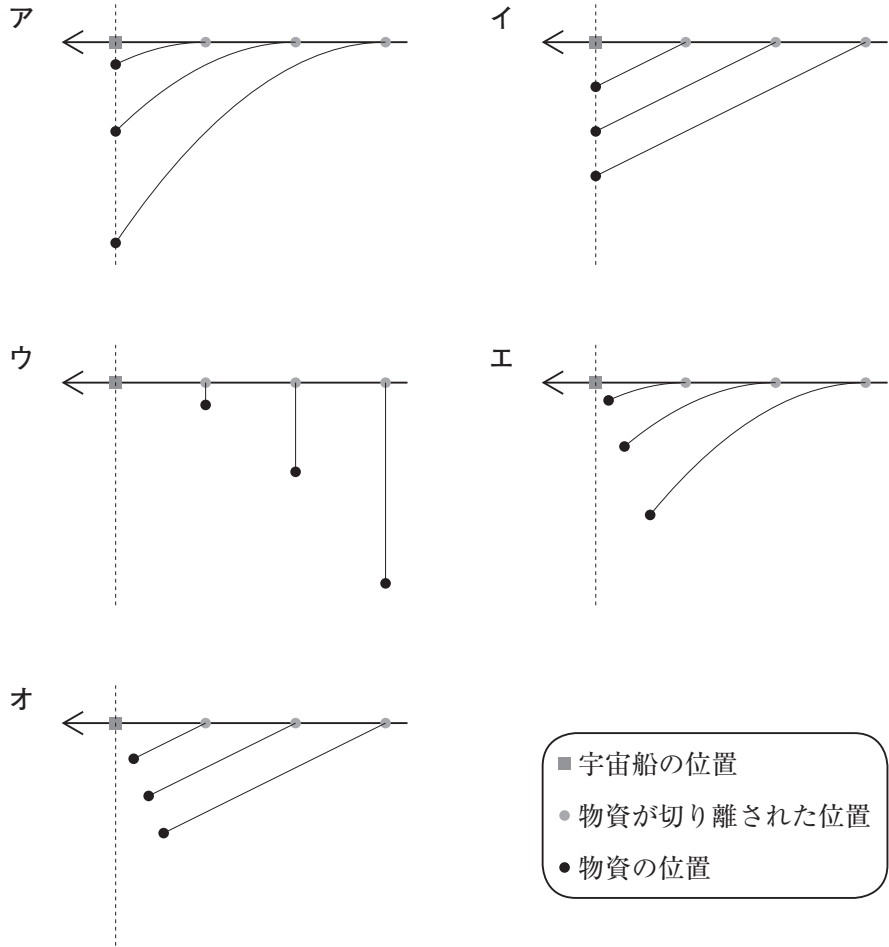 ア
イ
ウ
エ
オ
宇宙船の位置
物資が切り離された位置
物資の位置